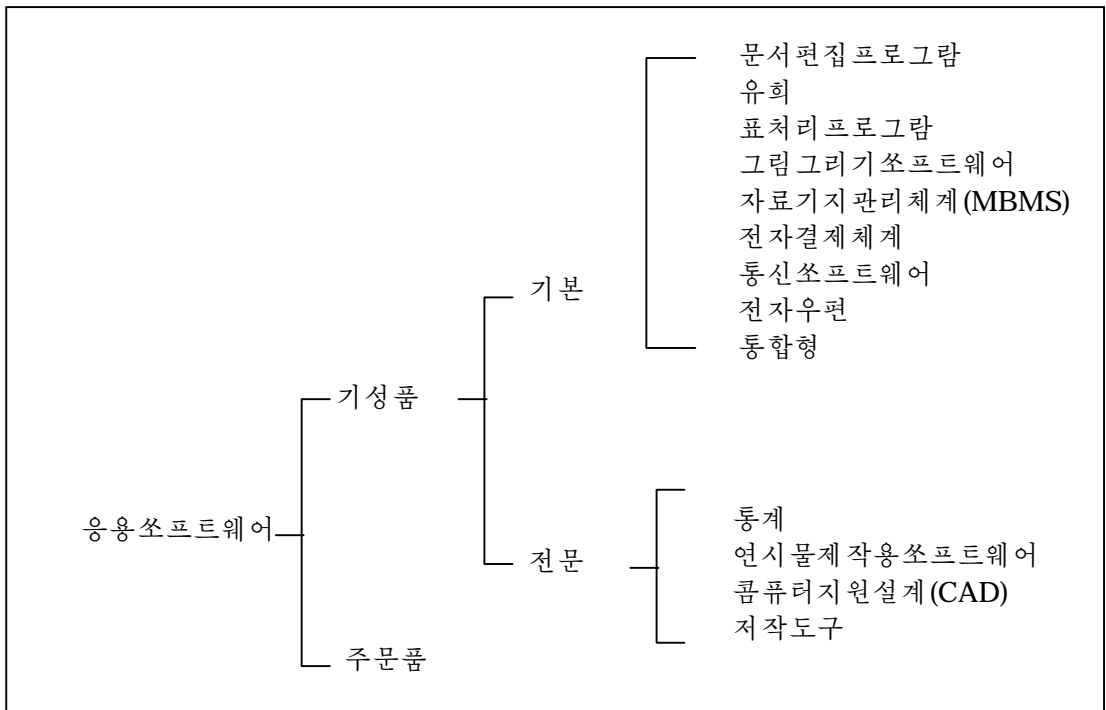 문서편집프로그람
유희
표처리프로그람
그림그리기쏘프트웨어
자료기지관리체계(MBMS)
전자결제체계
통신쏘프트웨어
기본
전자우편
통합형
기성품
통계
응용쏘프트웨어
연시물제작용쏘프트웨어
전문
콤퓨터지원설계(CAD)
저작도구
주문품